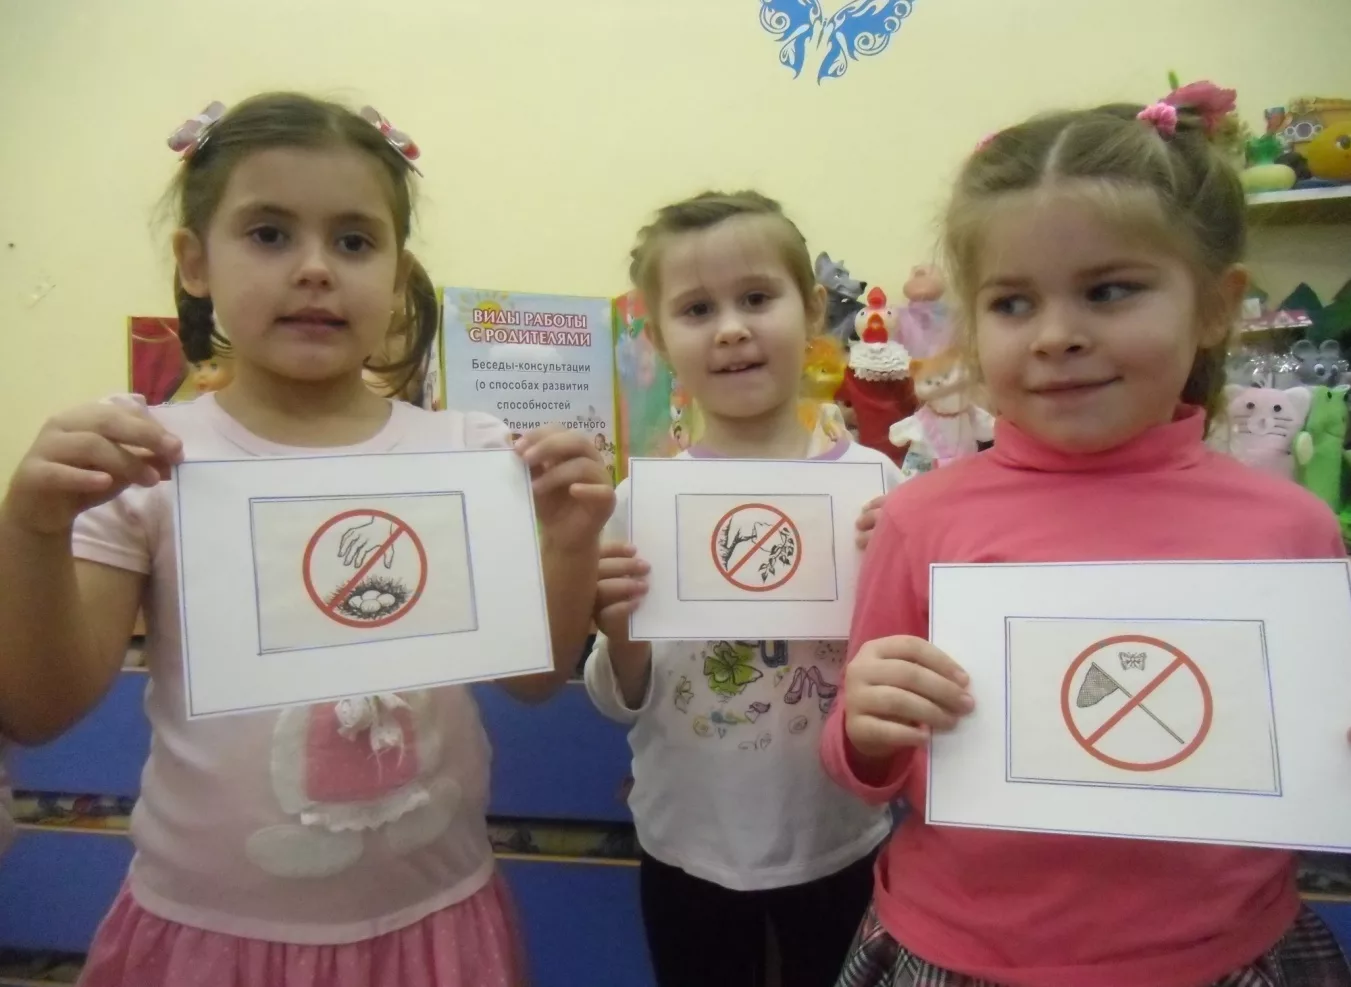 ВИДЫ РАБОТЫ
С РОДИТЕЛЯМИ
Беседы-консультации
(о способах развития
способностей